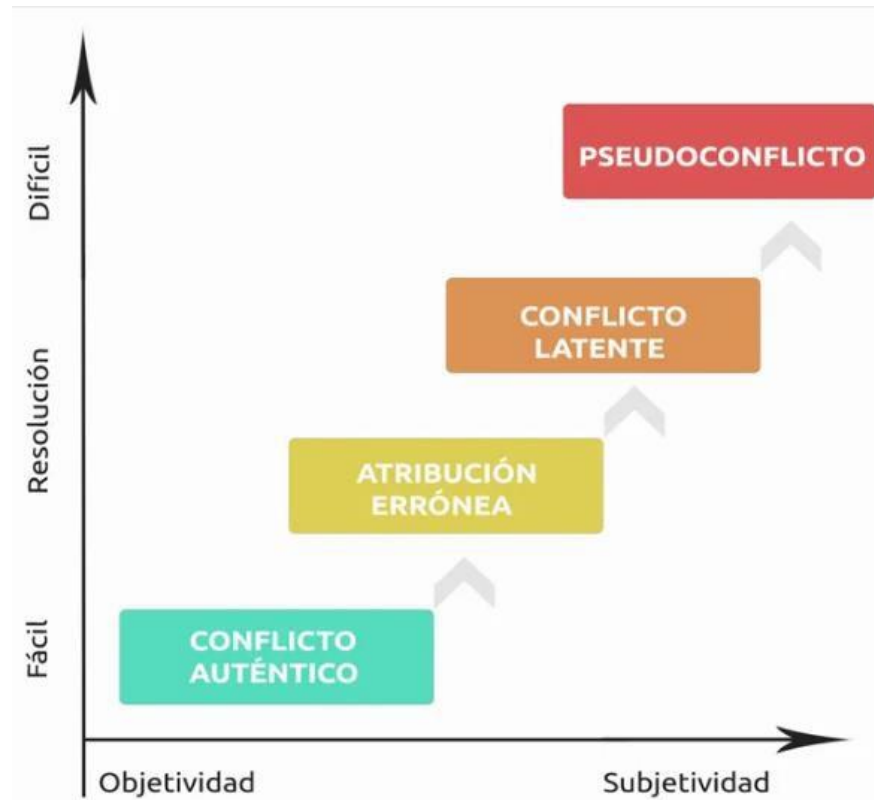 Difícil
PSEUDOCONFLICTO
CONFLICTO
LATENTE
Resolución
ATRIBUCIÓN
ERRÓNEA
Fácil
CONFLICTO
AUTÉNTICO
Objetividad
Subjetividad